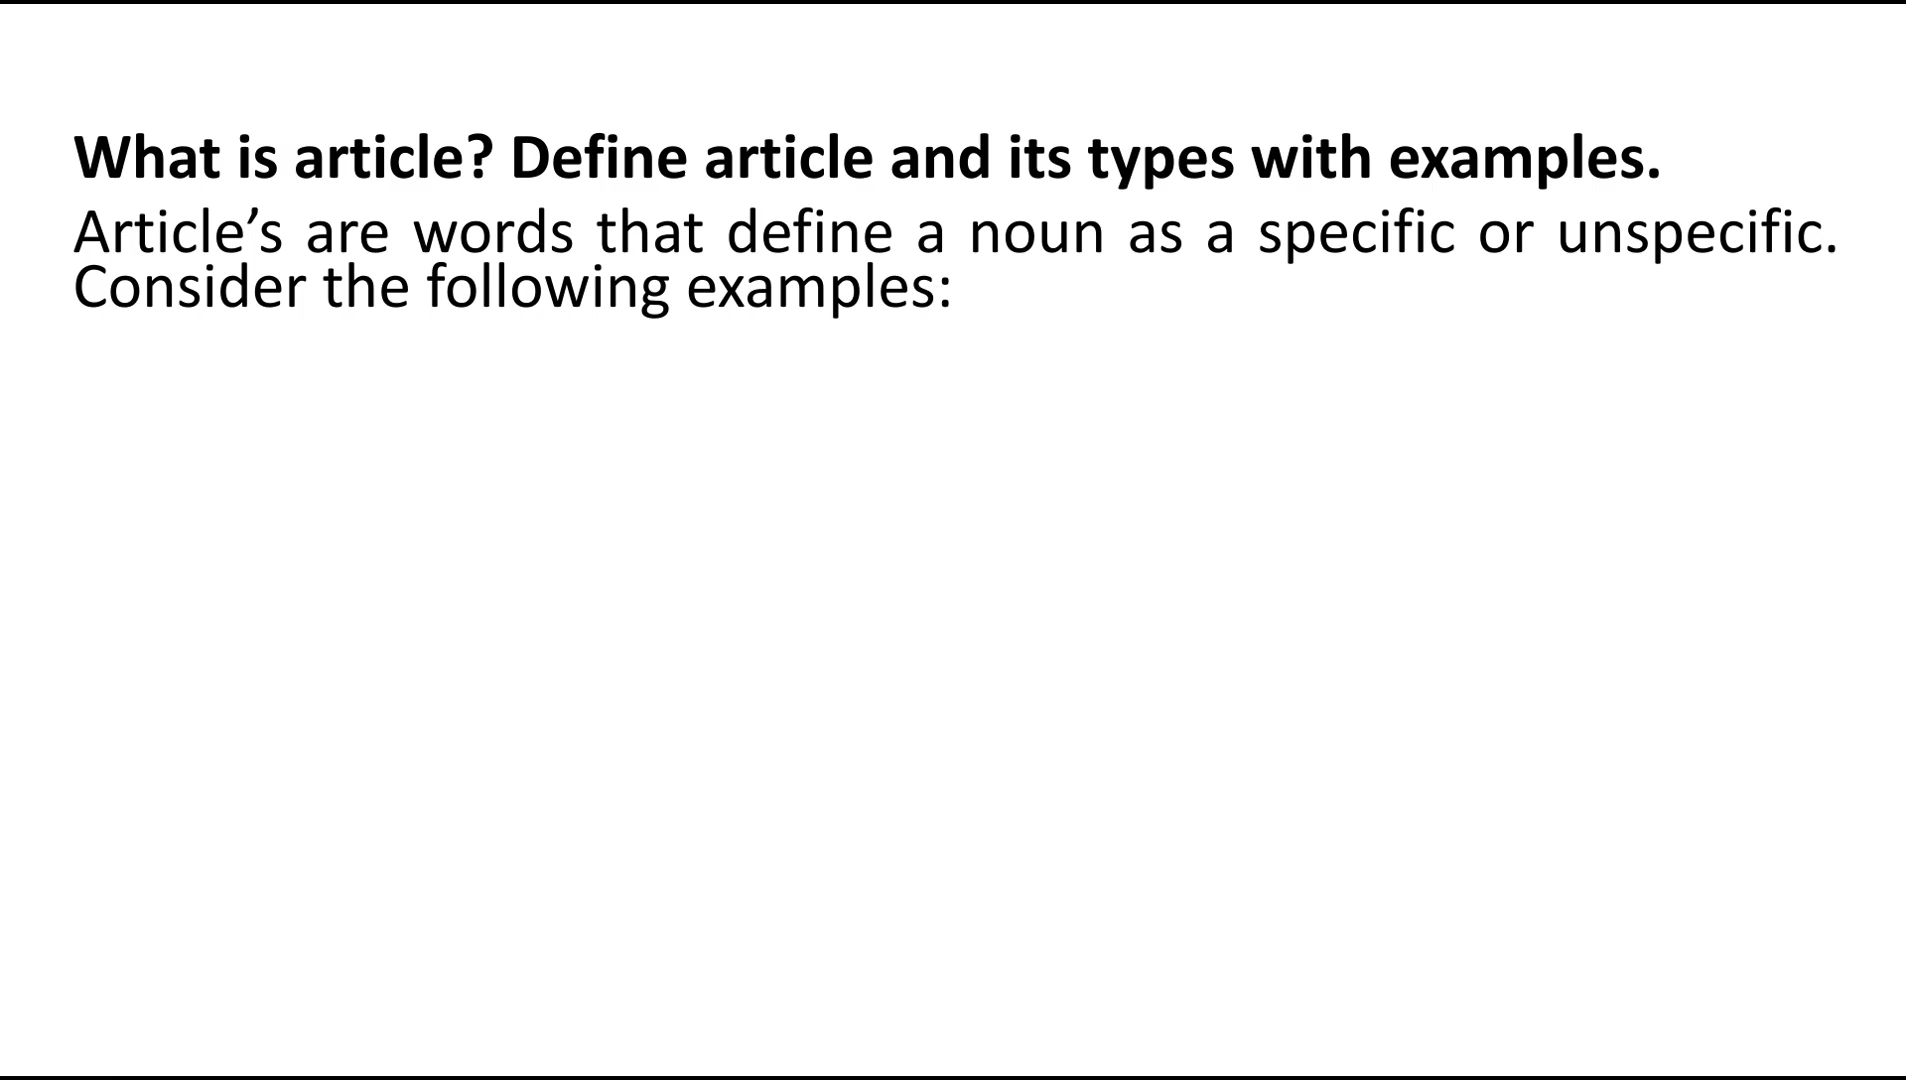 What is article? Define article and its types with examples.
Article’s are words that define a noun as a specific or unspecific.
Consider the following examples: